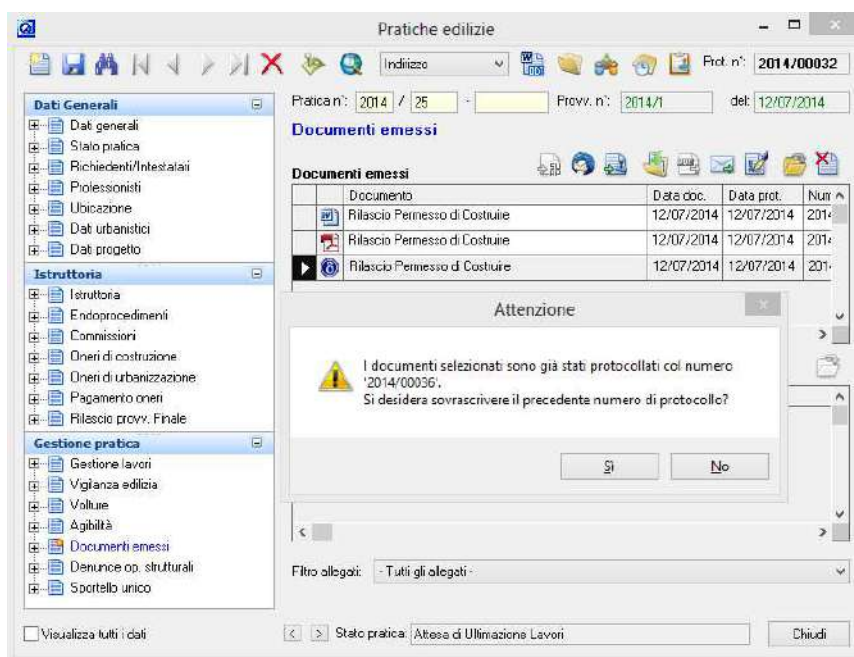 Pratiche edilizie
Indirizzo
Prot. n°: 2014/00032
Dati Generali
Dati generali
Stato pratica
Richiedenti/Intestatari
Professionisti
Ubicazione
Dati urbanistici
Dati progetto
Istruttoria
Istruttoria
Endoprocedimenti
Commissioni
Oneri di costruzione
Oneri di urbanizzazione
Pagamento oneri
Rilascio provv. Finale
Gestione pratica
Gestione lavori
Vigilanza edilizia
Volture
Agibilità
Documenti emessi
Denunce op. strutturali
Sportello unico
Visualizza tutti i dati
Pratica n°: 2014 / 25 - Provv. n°: 2014/1 del: 12/07/2014
Documenti emessi
Documenti emessi
Documento Data doc. Data prot. Num
Rilascio Permesso di Costruire 12/07/2014 12/07/2014 2014
Rilascio Permesso di Costruire 12/07/2014 12/07/2014 2014
Rilascio Permesso di Costruire 12/07/2014 12/07/2014 201
Attenzione
I documenti selezionati sono già stati protocollati col numero
'2014/00036'.
Si desidera sovrascrivere il precedente numero di protocollo?
Sì No
Filtro allegati: - Tutti gli allegati -
Stato pratica: Attesa di Ultimazione Lavori Chiudi